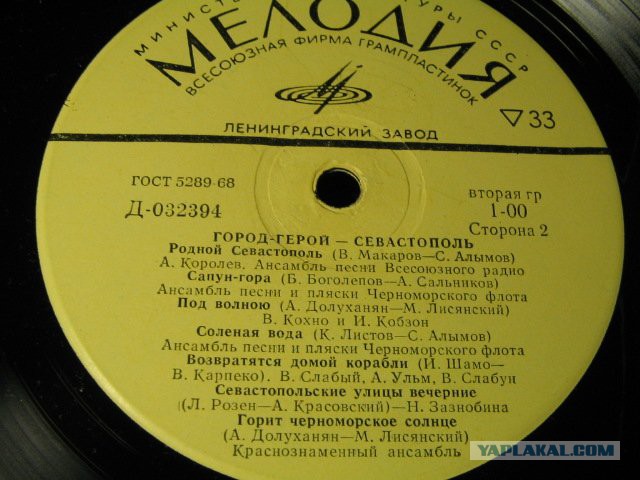 МЕЛОДИЯ
ВСЕСОЮЗНАЯ ФИРМА ГРАМПЛАСТИНОК
ЛЕНИНГРАДСКИЙ ЗАВОД
▽33
ГОСТ 5289-68
вторая гр
Д-032394
1-00
Сторона 2
ГОРОД-ГЕРОЙ — СЕВАСТОПОЛЬ
Родной Севастополь (В. Макаров—С. Алымов)
А. Королев. Ансамбль песни Всесоюзного радио
Сапун-гора (Б. Боголепов—А. Сальников)
Ансамбль песни и пляски Черноморского флота
Под волною (А. Долуханян—М. Лисянский)
В. Кохно и И. Кобзон
Соленая вода (К. Листов—С. Алымов)
Ансамбль песни и пляски Черноморского флота
Возвратятся домой корабли (И. Шамо—
В. Карпеко). В. Слабый, А. Ульм, В. Слабун
Севастопольские улицы вечерние
(Л. Розен—А. Красовский)—Н. Зазнобина
Горит черноморское солнце
(А. Долуханян—М. Лисянский)
Краснознаменный ансамбль
YAPLAKAL.COM